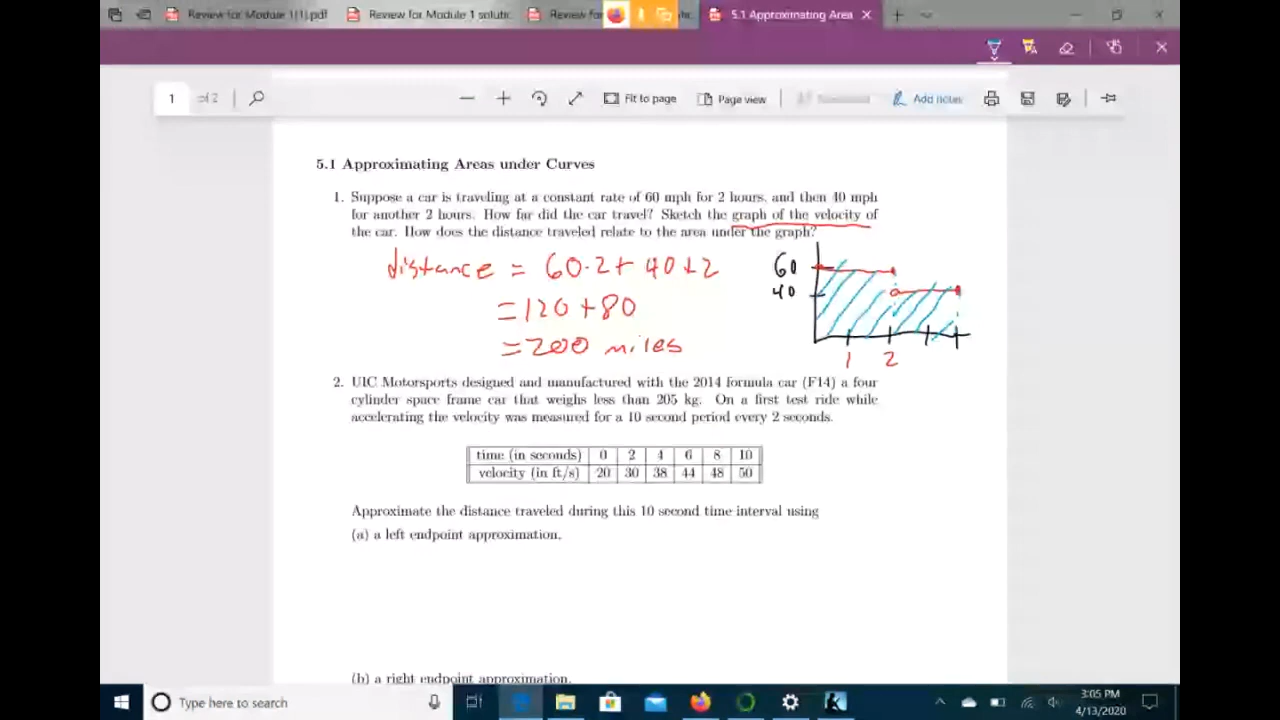 Review for Module 1(1).pdf
Review for Module 1 soluti
Review for
5.1 Approximating Area
1 of 2
Fit to page
Page view
Add notes
5.1 Approximating Areas under Curves
1. Suppose a car is traveling at a constant rate of 60 mph for 2 hours, and then 40 mph
for another 2 hours. How far did the car travel? Sketch the graph of the velocity of
the car. How does the distance traveled relate to the area under the graph?
distance = 60·2+ 40+2
=120+80
=200 miles
60
40
1 2
2. UIC Motorsports designed and manufactured with the 2014 formula car (F14) a four
cylinder space frame car that weighs less than 205 kg. On a first test ride while
accelerating the velocity was measured for a 10 second period every 2 seconds.
time (in seconds) 0 2 4 6 8 10
velocity (in ft/s) 20 30 38 44 48 50
Approximate the distance traveled during this 10 second time interval using
(a) a left endpoint approximation.
(b) a right endpoint approximation.
Type here to search
3:05 PM
4/13/2020